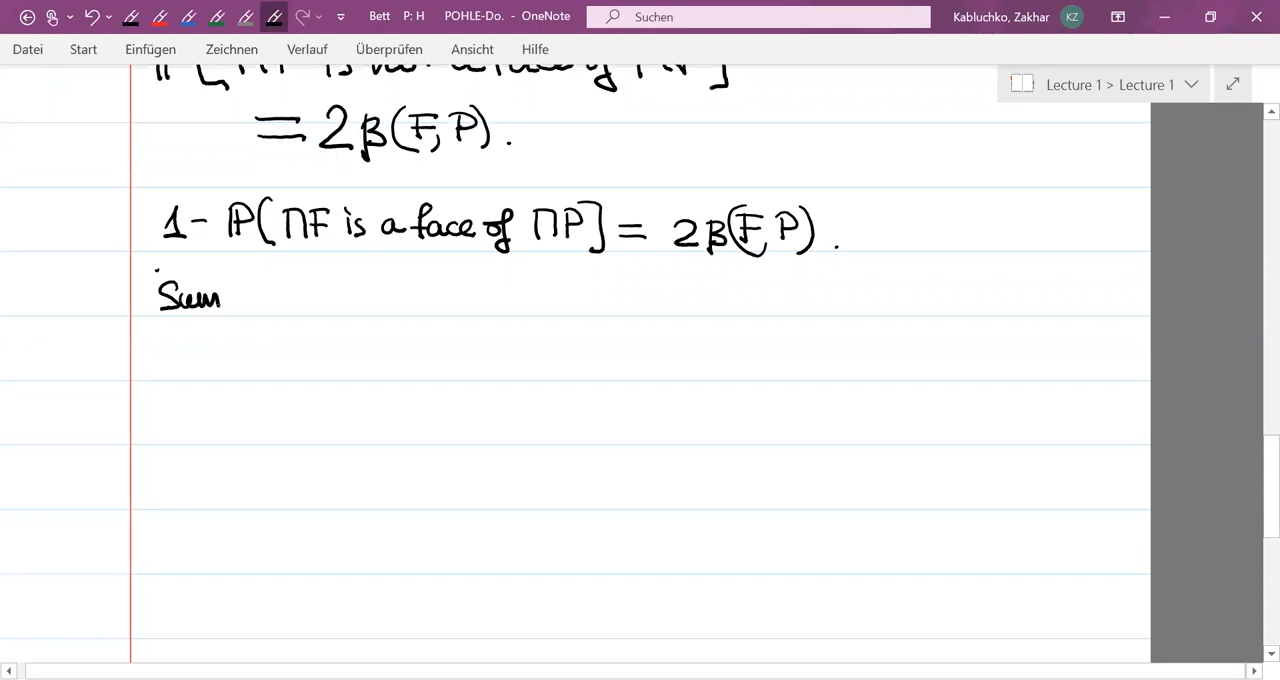 Bett P: H POHLE-Do. - OneNote Suchen Kabluchko, Zakhar KZ
Datei Start Einfügen Zeichnen Verlauf Überprüfen Ansicht Hilfe
Lecture 1 > Lecture 1
= 2β(F, P).
1 - ℙ[ΠF is a face of ΠP] = 2β(F, P).
Sum